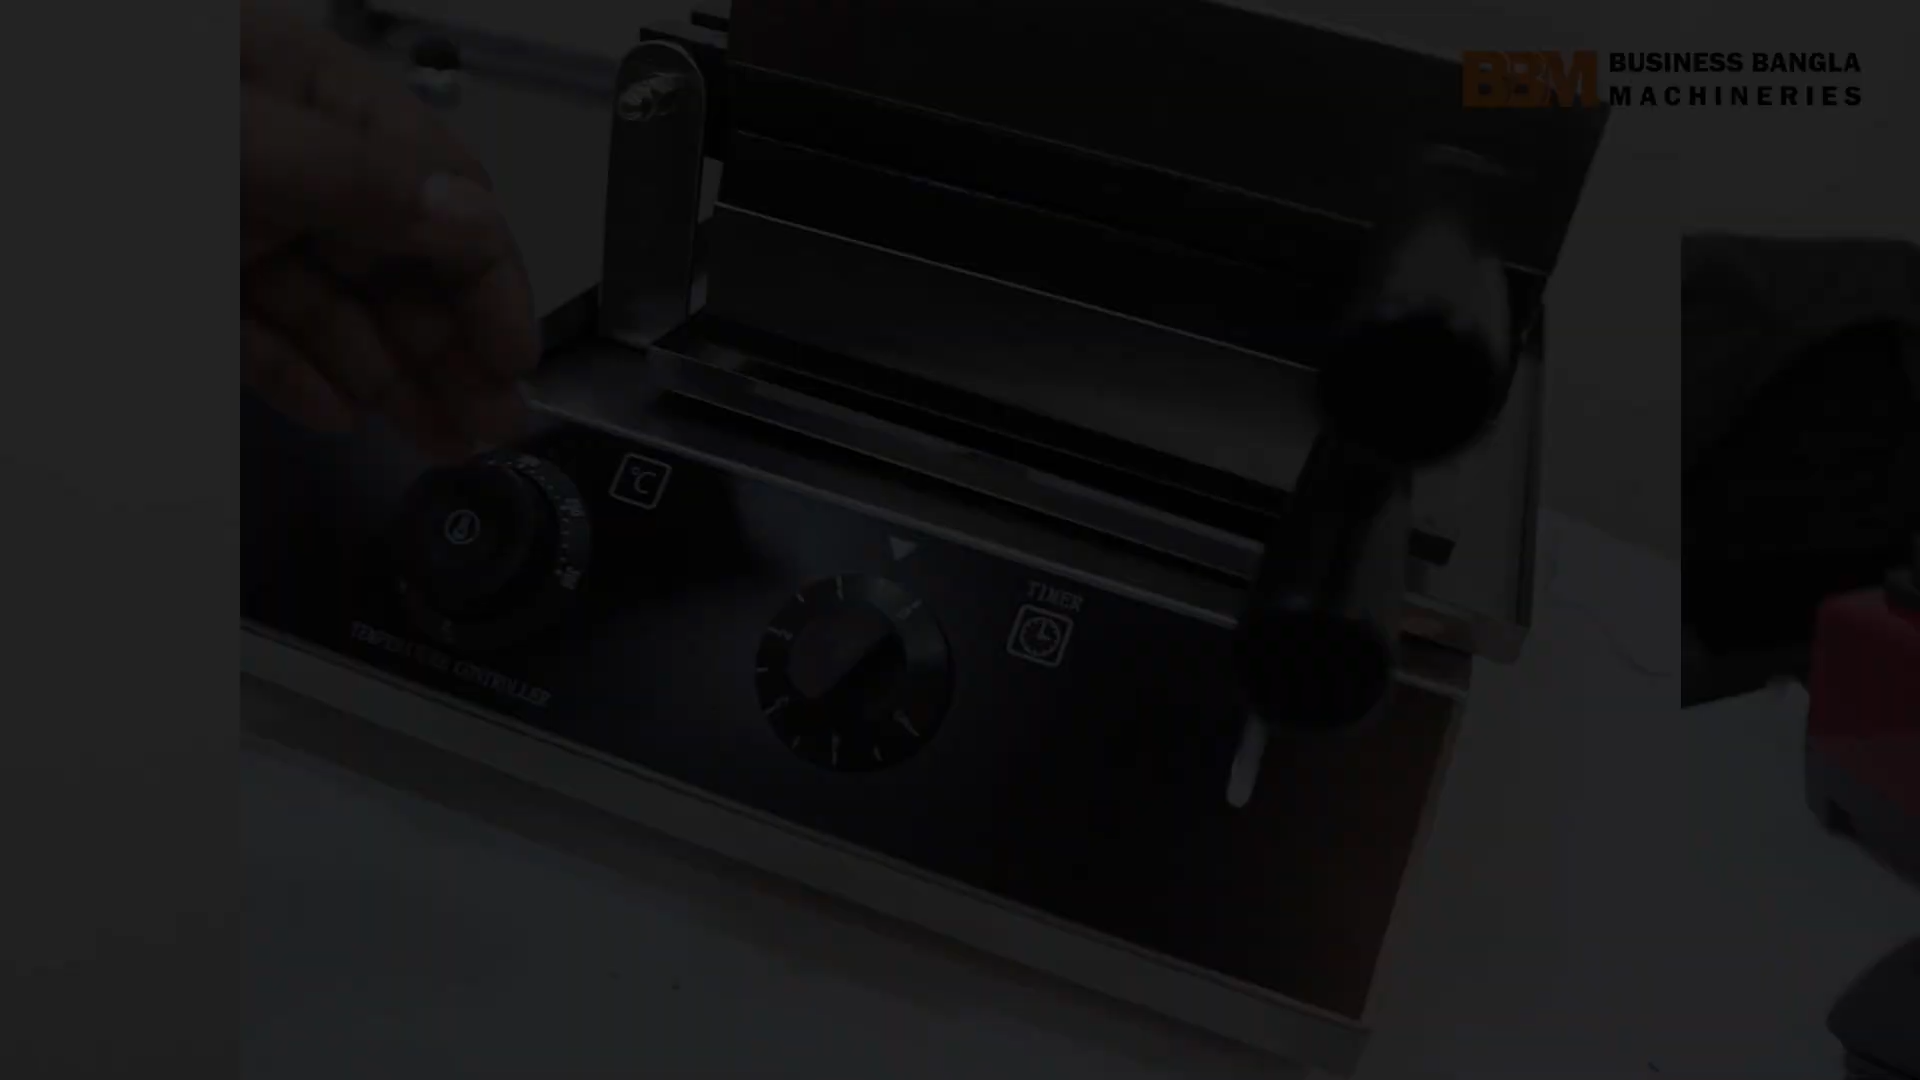 BBM
BUSINESS BANGLA
MACHINERIES
°C
TIMER
TEMPERATURE CONTROLLER